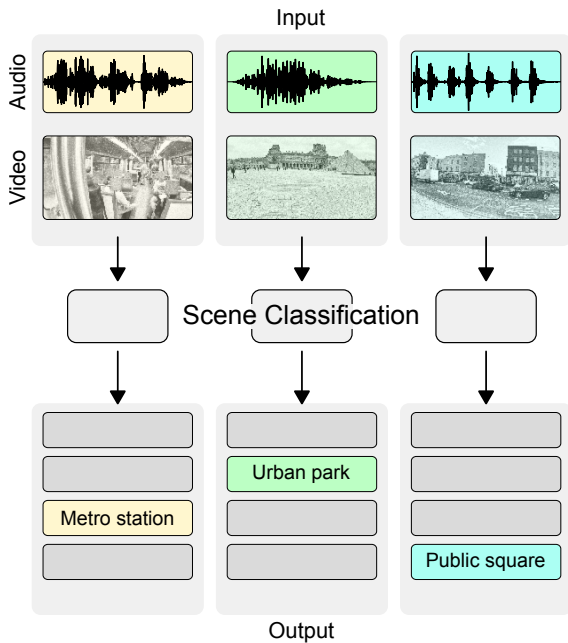 Input
Audio
Video
Scene Classification
Urban park
Metro station
Public square
Output